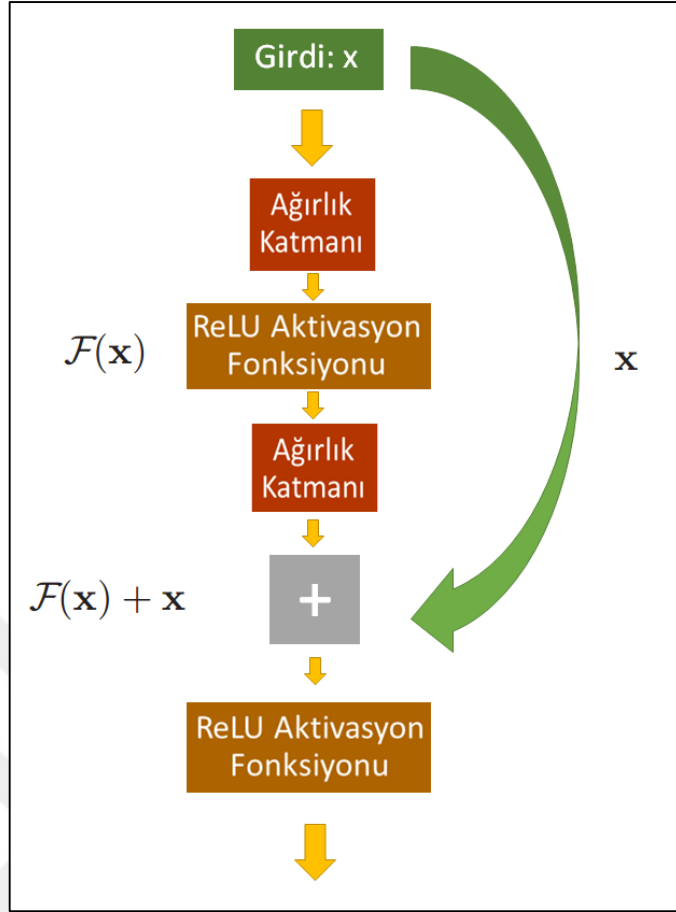 Girdi: x
Ağırlık
Katmanı
ReLU Aktivasyon
Fonksiyonu
ℱ(x)
x
Ağırlık
Katmanı
+
ℱ(x) + x
ReLU Aktivasyon
Fonksiyonu